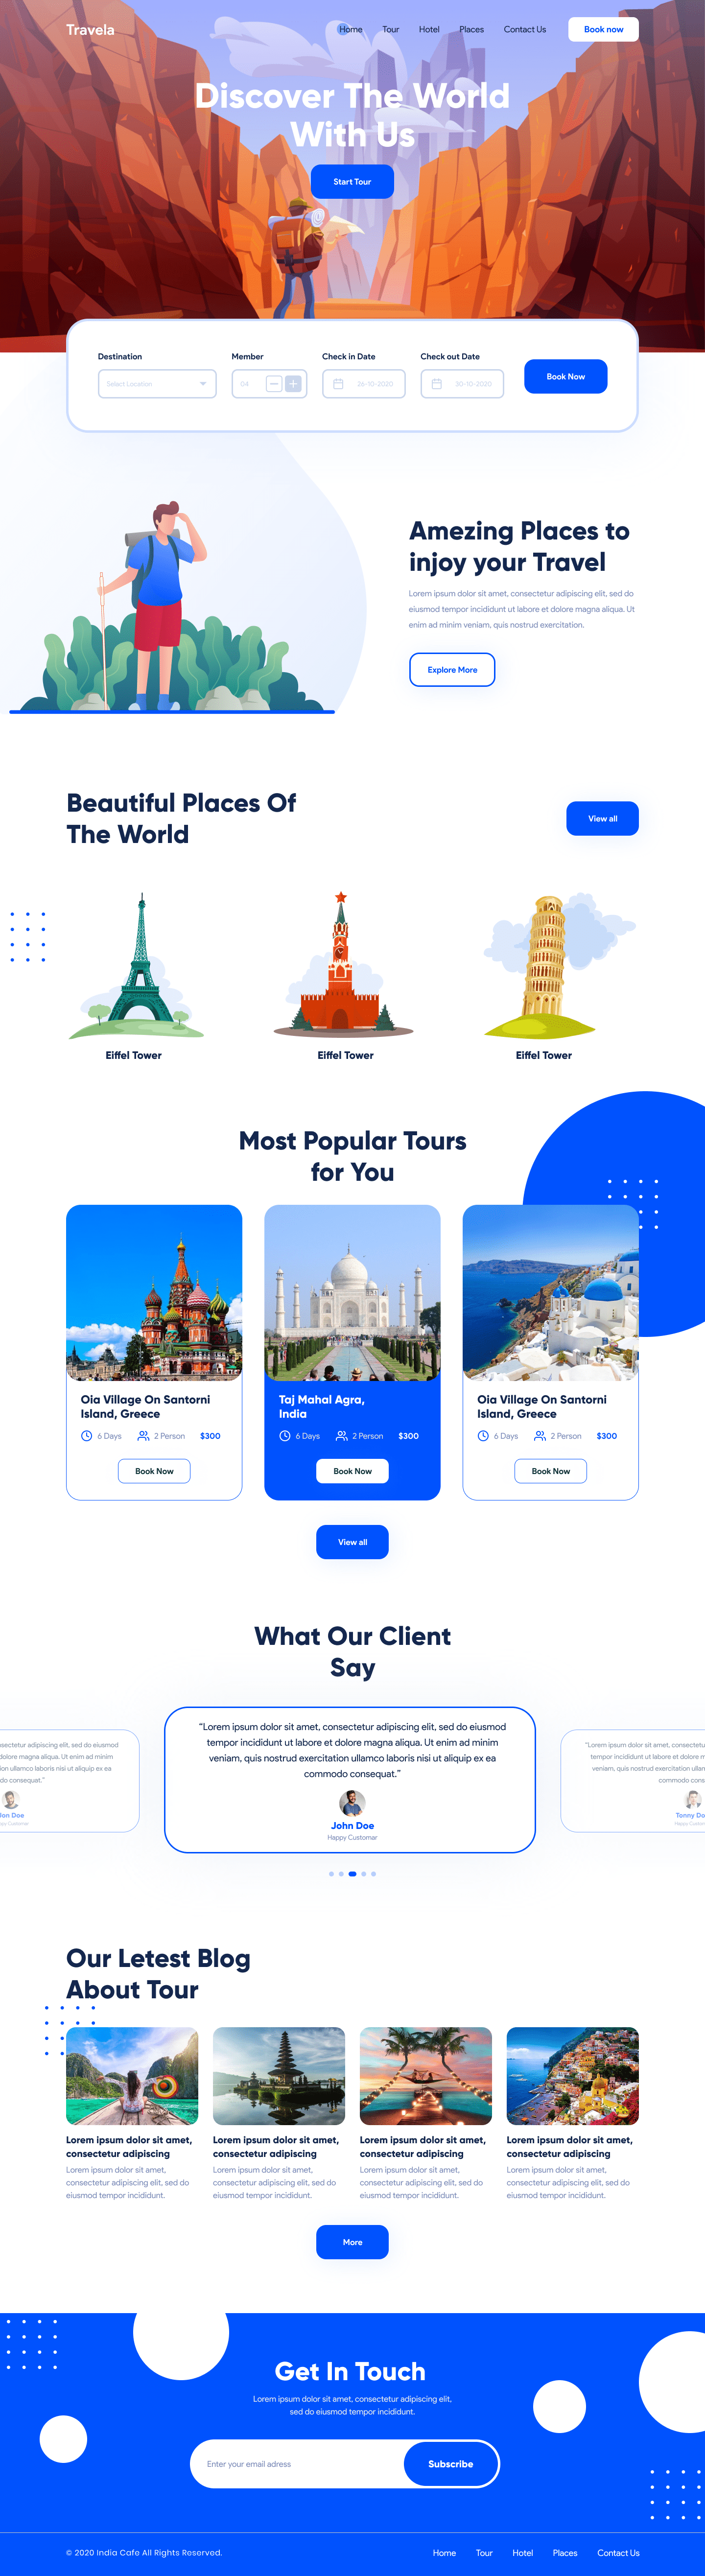 Travela
Home Tour Hotel Places Contact Us Book now
Discover The World
With Us
Start Tour
Destination Member Check in Date Check out Date
Select Location 04 26-10-2020 30-10-2020 Book Now
Amezing Places to
injoy your Travel
Lorem ipsum dolor sit amet, consectetur adipiscing elit, sed do
eiusmod tempor incididunt ut labore et dolore magna aliqua. Ut
enim ad minim veniam, quis nostrud exercitation.
Explore More
Beautiful Places Of
The World
View all
Eiffel Tower Eiffel Tower Eiffel Tower
Most Popular Tours
for You
Oia Village On Santorni
Island, Greece
6 Days 2 Person $300
Book Now
Taj Mahal Agra,
India
6 Days 2 Person $300
Book Now
Oia Village On Santorni
Island, Greece
6 Days 2 Person $300
Book Now
View all
What Our Client
Say
nsectetur adipiscing elit, sed do eiusmod
dolore magna aliqua. Ut enim ad minim
tion ullamco laboris nisi ut aliquip ex ea
do consequat.”
on Doe
“Lorem ipsum dolor sit amet, consectetur adipiscing elit, sed do eiusmod
tempor incididunt ut labore et dolore magna aliqua. Ut enim ad minim
veniam, quis nostrud exercitation ullamco laboris nisi ut aliquip ex ea
commodo consequat.”
John Doe
Happy Customar
“Lorem ipsum dolor sit amet, consectetu
tempor incididunt ut labore et dolore m
veniam, quis nostrud exercitation ullam
commodo cons
Tonny Do
Our Letest Blog
About Tour
Lorem ipsum dolor sit amet,
consectetur adipiscing
Lorem ipsum dolor sit amet,
consectetur adipiscing elit, sed do
eiusmod tempor incididunt.
Lorem ipsum dolor sit amet,
consectetur adipiscing
Lorem ipsum dolor sit amet,
consectetur adipiscing elit, sed do
eiusmod tempor incididunt.
Lorem ipsum dolor sit amet,
consectetur adipiscing
Lorem ipsum dolor sit amet,
consectetur adipiscing elit, sed do
eiusmod tempor incididunt.
Lorem ipsum dolor sit amet,
consectetur adipiscing
Lorem ipsum dolor sit amet,
consectetur adipiscing elit, sed do
eiusmod tempor incididunt.
More
Get In Touch
Lorem ipsum dolor sit amet, consectetur adipiscing elit,
sed do eiusmod tempor incididunt.
Enter your email adress Subscribe
© 2020 India Cafe All Rights Reserved. Home Tour Hotel Places Contact Us